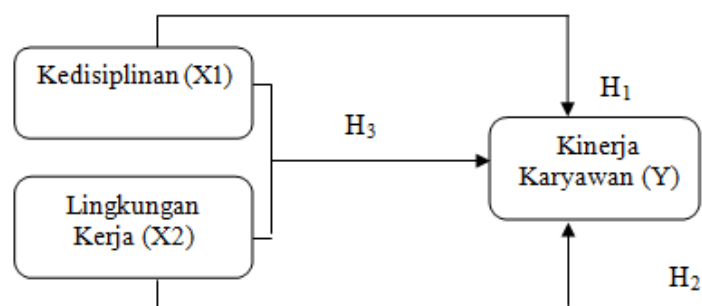 Kedisiplinan (X1)
H₁
H₃
Kinerja
Karyawan (Y)
Lingkungan
Kerja (X2)
H₂